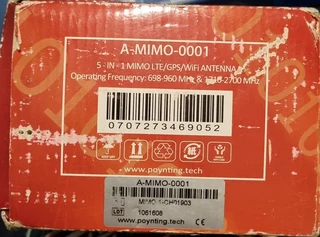 A-MIMO-0001
5 - IN - 1 MIMO LTE/GPS/WiFi ANTENNA
Operating Frequency: 698-960 MHz & 1710-2700 MHz
0707273469052
www.poynting.tech
A-MIMO-0001
LOT 1061608
poynting.tech CE